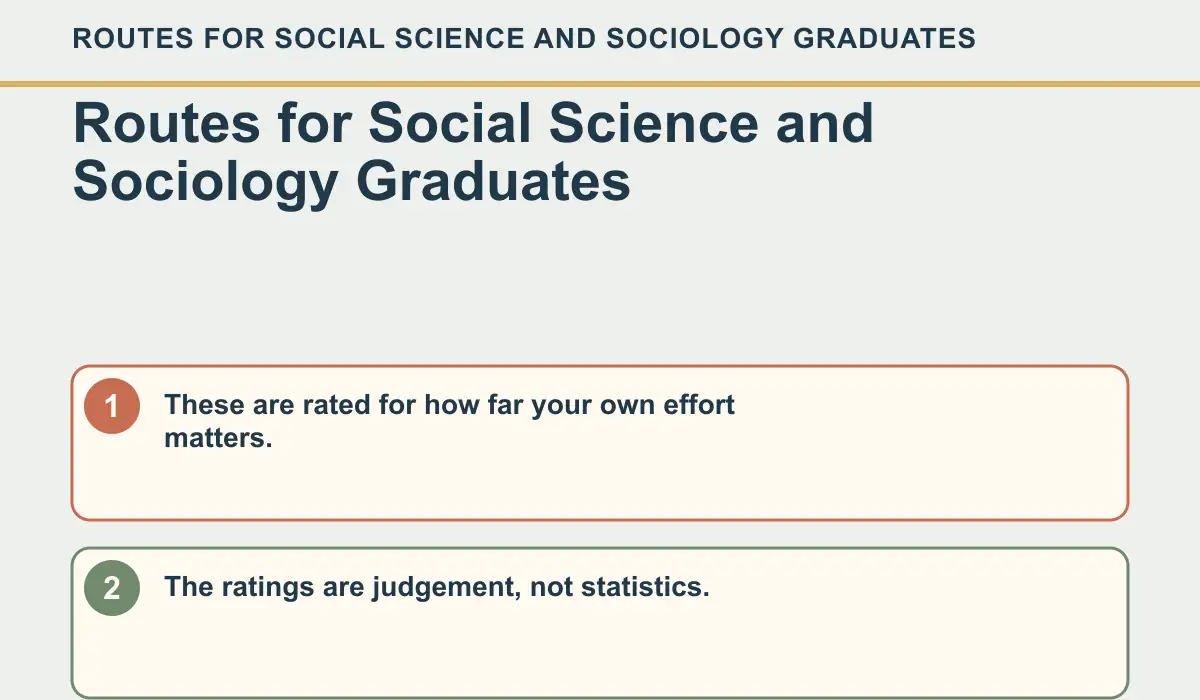 ROUTES FOR SOCIAL SCIENCE AND SOCIOLOGY GRADUATES
Routes for Social Science and
Sociology Graduates
1
These are rated for how far your own effort
matters.
2
The ratings are judgement, not statistics.